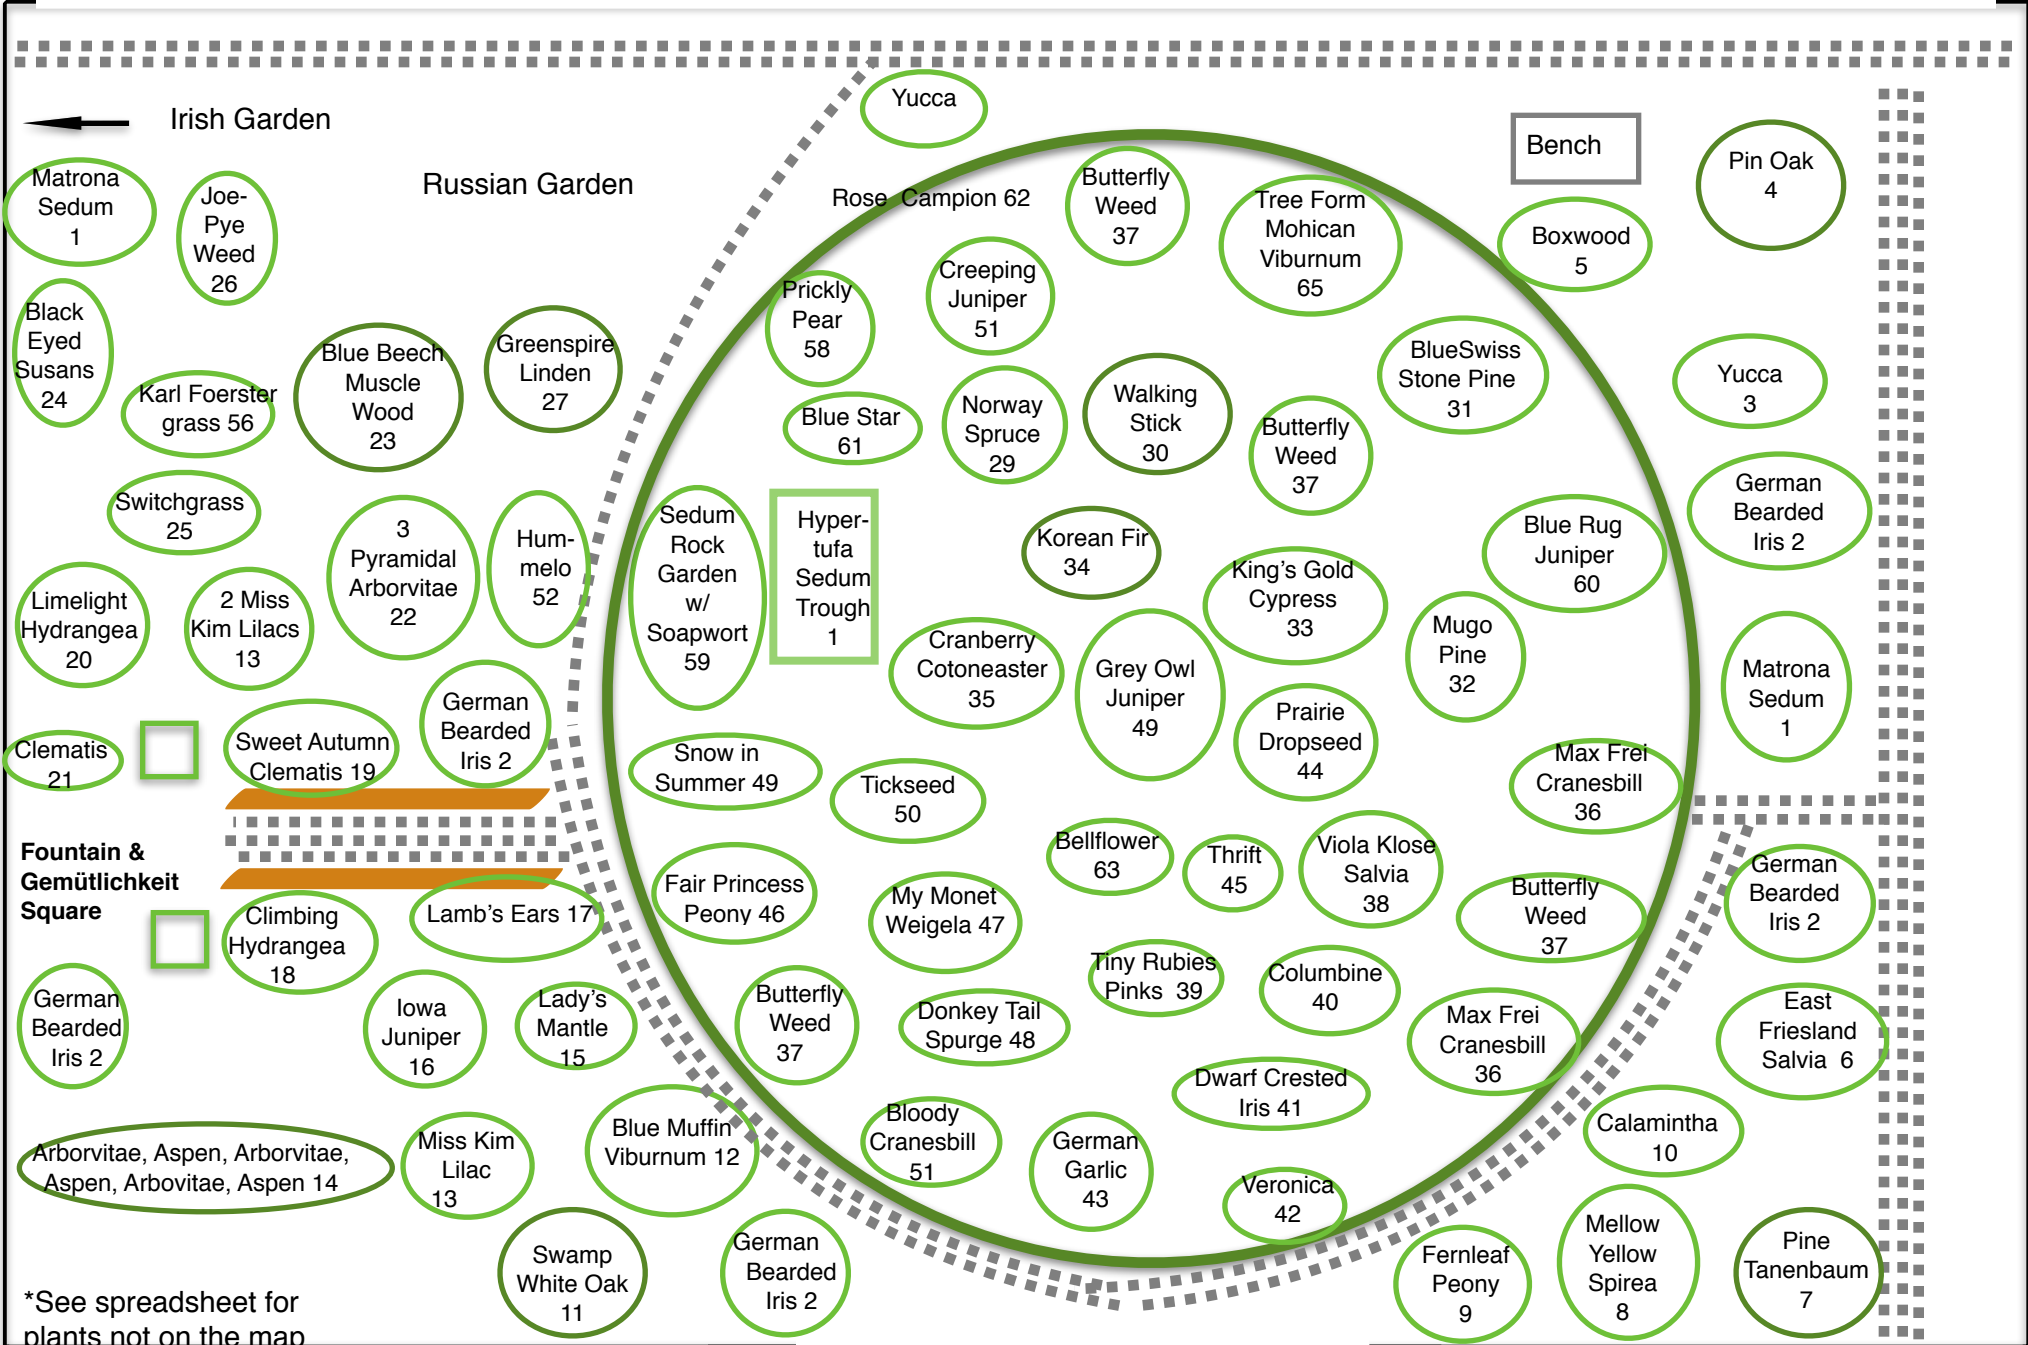 Irish Garden
Russian Garden
Yucca
Bench
Pin Oak
4
Matrona
Sedum
1
Joe-
Pye
Weed
26
Rose Campion 62
Butterfly
Weed
37
Tree Form
Mohican
Viburnum
65
Boxwood
5
Black
Eyed
Susans
24
Karl Foerster
grass 56
Blue Beech
Muscle
Wood
23
Greenspire
Linden
27
Prickly
Pear
58
Creeping
Juniper
51
BlueSwiss
Stone Pine
31
Yucca
3
Blue Star
61
Norway
Spruce
29
Walking
Stick
30
Butterfly
Weed
37
German
Bearded
Iris 2
Switchgrass
25
3
Pyramidal
Arborvitae
22
Hum-
melo
52
Sedum
Rock
Garden
w/
Soapwort
59
Hyper-
tufa
Sedum
Trough
1
Korean Fir
34
King's Gold
Cypress
33
Blue Rug
Juniper
60
Limelight
Hydrangea
20
2 Miss
Kim Lilacs
13
Cranberry
Cotoneaster
35
Grey Owl
Juniper
49
Mugo
Pine
32
Matrona
Sedum
1
Clematis
21
Sweet Autumn
Clematis 19
German
Bearded
Iris 2
Snow in
Summer 49
Tickseed
50
Prairie
Dropseed
44
Max Frei
Cranesbill
36
Fountain &
Gemütlichkeit
Square
Climbing
Hydrangea
18
Lamb's Ears 17
Fair Princess
Peony 46
My Monet
Weigela 47
Bellflower
63
Thrift
45
Viola Klose
Salvia
38
Butterfly
Weed
37
German
Bearded
Iris 2
German
Bearded
Iris 2
Iowa
Juniper
16
Lady's
Mantle
15
Butterfly
Weed
37
Donkey Tail
Spurge 48
Tiny Rubies
Pinks 39
Columbine
40
Max Frei
Cranesbill
36
East
Friesland
Salvia 6
Arborvitae, Aspen, Arborvitae,
Aspen, Arbovitae, Aspen 14
Miss Kim
Lilac
13
Blue Muffin
Viburnum 12
Bloody
Cranesbill
51
German
Garlic
43
Dwarf Crested
Iris 41
Veronica
42
Calamintha
10
Swamp
White Oak
11
German
Bearded
Iris 2
Fernleaf
Peony
9
Mellow
Yellow
Spirea
8
Pine
Tanenbaum
7
*See spreadsheet for
plants not on the map